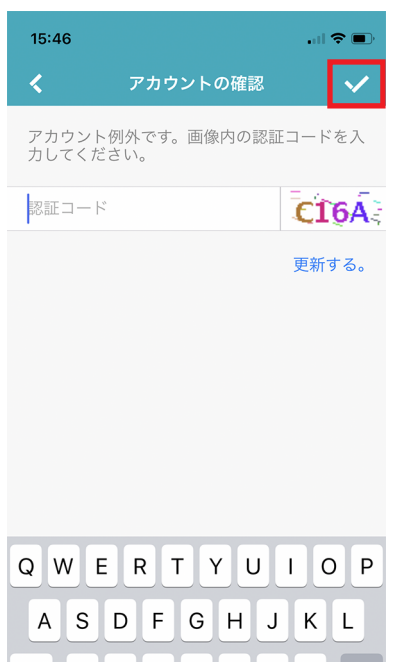 15:46
アカウントの確認
アカウント例外です。画像内の認証コードを入
力してください。
認証コード
C16A
更新する。
Q W E R T Y U I O P
A S D F G H J K L